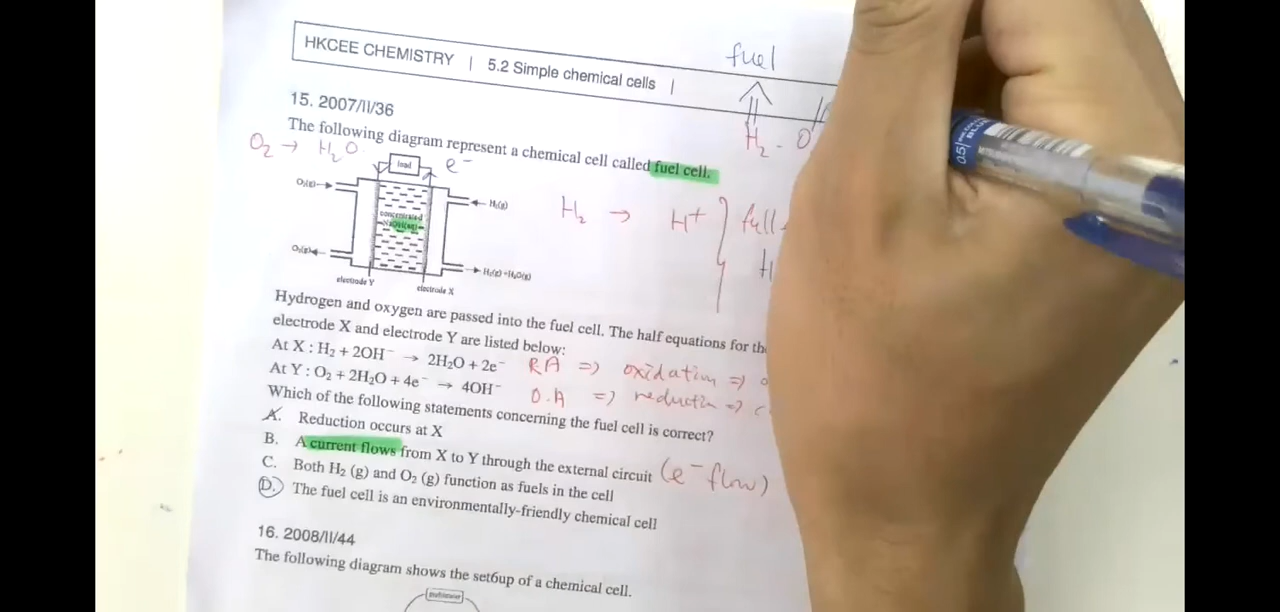 HKCEE CHEMISTRY | 5.2 Simple chemical cells |
fuel
H₂ - O
15. 2007/II/36
The following diagram represent a chemical cell called fuel cell.
O₂ → H₂O
load
e⁻
O₂(g)
H₂(g)
concentrated
NaOH(aq)
H₂ → H+ } full
O₂(g)
H₂(g) + H₂O(g)
electrode Y
electrode X
Hydrogen and oxygen are passed into the fuel cell. The half equations for
electrode X and electrode Y are listed below:
At X : H₂ + 2OH⁻ → 2H₂O + 2e⁻ RA => oxidation =>
At Y : O₂ + 2H₂O + 4e⁻ → 4OH⁻ O.A => reduction => c
Which of the following statements concerning the fuel cell is correct?
A. Reduction occurs at X
B. A current flows from X to Y through the external circuit (e⁻ flow)
C. Both H₂ (g) and O₂ (g) function as fuels in the cell
D. The fuel cell is an environmentally-friendly chemical cell
16. 2008/II/44
The following diagram shows the set6up of a chemical cell.
0.5